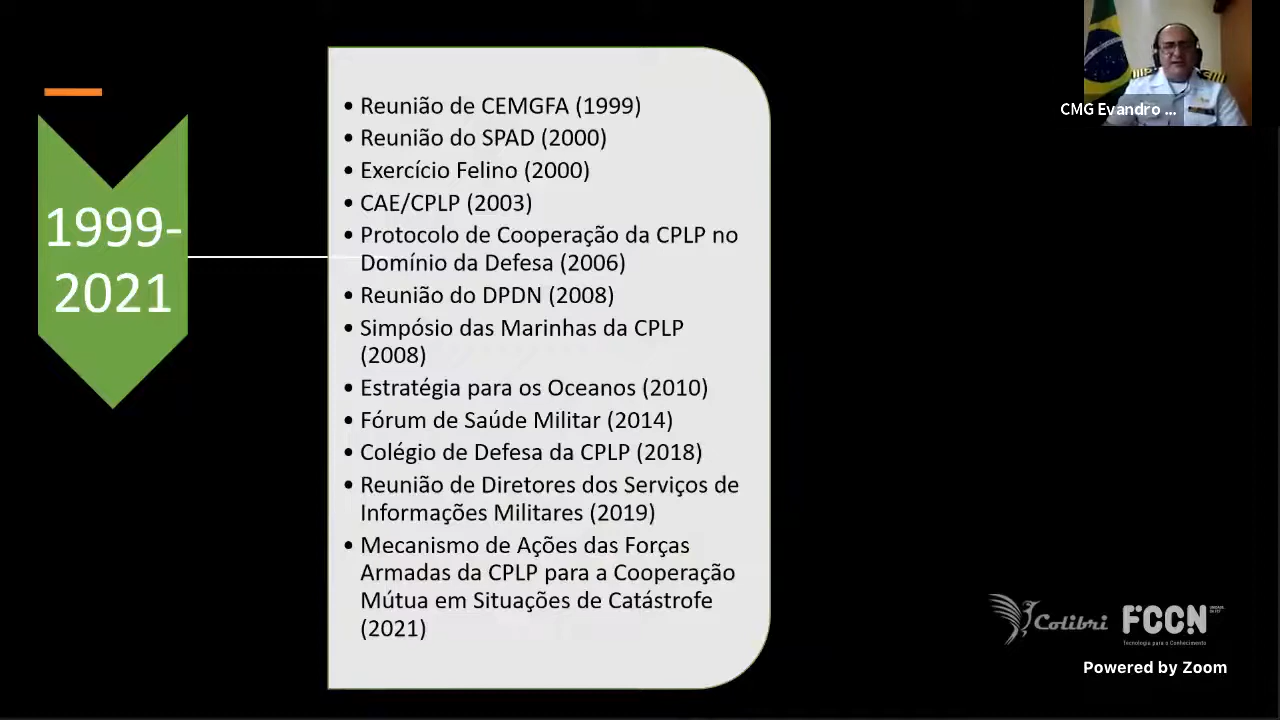 1999-
2021
• Reunião de CEMGFA (1999)
• Reunião do SPAD (2000)
• Exercício Felino (2000)
• CAE/CPLP (2003)
• Protocolo de Cooperação da CPLP no
Domínio da Defesa (2006)
• Reunião do DPDN (2008)
• Simpósio das Marinhas da CPLP
(2008)
• Estratégia para os Oceanos (2010)
• Fórum de Saúde Militar (2014)
• Colégio de Defesa da CPLP (2018)
• Reunião de Diretores dos Serviços de
Informações Militares (2019)
• Mecanismo de Ações das Forças
Armadas da CPLP para a Cooperação
Mútua em Situações de Catástrofe
(2021)
CMG Evandro ...
Colibri
FCCN
Tecnologia para o Conhecimento
Powered by Zoom